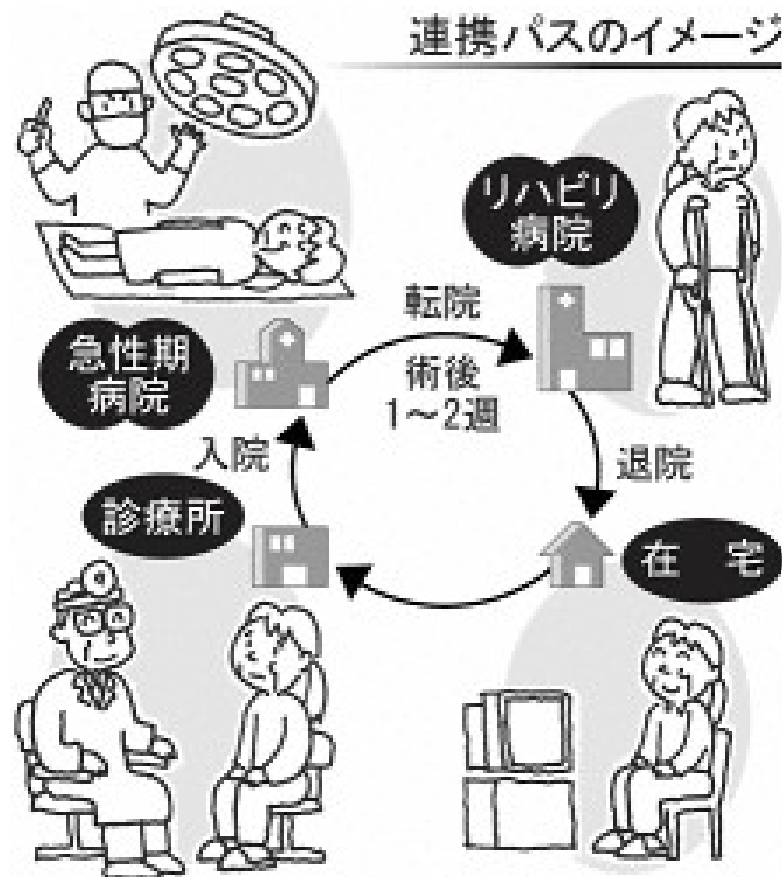 連携パスのイメージ
リハビリ
病院
転院
急性期
病院
術後
1～2週
入院
退院
診療所
在　宅